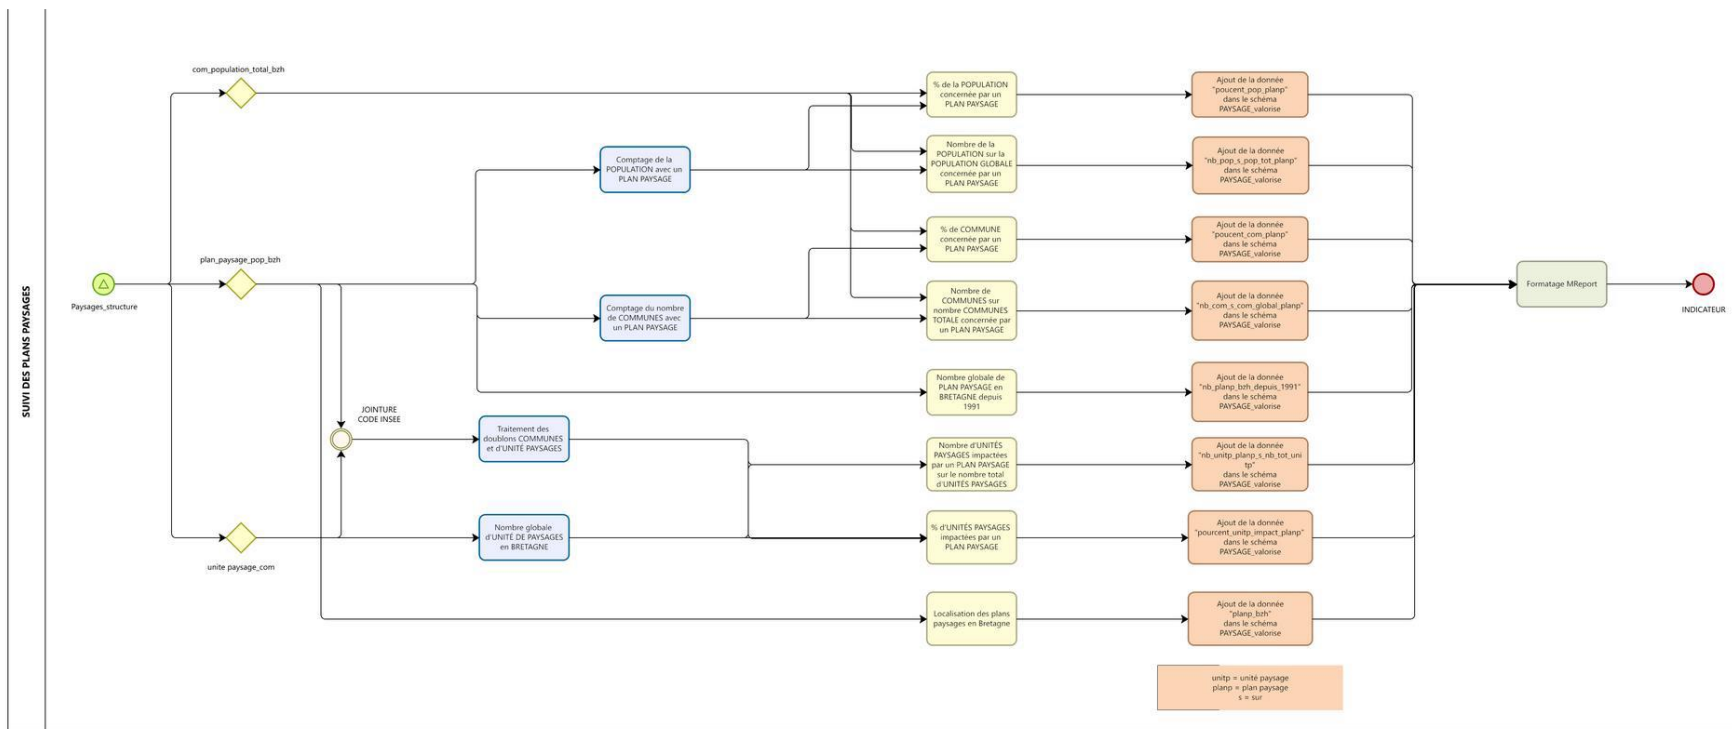 SUIVI DES PLANS PAYSAGES
Paysages_structure
com_population_total_bzh
plan_paysage_pop_bzh
unite paysage_com
JOINTURE
CODE INSEE
Comptage de la
POPULATION avec un
PLAN PAYSAGE
Comptage du nombre
de COMMUNES avec
un PLAN PAYSAGE
Traitement des
doublons COMMUNES
et d'UNITÉ PAYSAGES
Nombre globale
d'UNITÉ DE PAYSAGES
en BRETAGNE
% de la POPULATION
concernée par un
PLAN PAYSAGE
Nombre de la
POPULATION sur la
POPULATION GLOBALE
concernée par un
PLAN PAYSAGE
% de COMMUNE
concernée par un
PLAN PAYSAGE
Nombre de
COMMUNES sur
nombre COMMUNES
TOTALE concernée par
un PLAN PAYSAGE
Nombre globale de
PLAN PAYSAGE en
BRETAGNE depuis
1991
Nombre d'UNITÉS
PAYSAGES impactées
par un PLAN PAYSAGE
sur le nombre total
d'UNITÉS PAYSAGES
% d'UNITÉS PAYSAGES
impactées par un
PLAN PAYSAGE
Localisation des plans
paysages en Bretagne
Ajout de la donnée
"poucent_pop_planp"
dans le schéma
PAYSAGE_valorise
Ajout de la donnée
"nb_pop_s_pop_tot_planp"
dans le schéma
PAYSAGE_valorise
Ajout de la donnée
"poucent_com_planp"
dans le schéma
PAYSAGE_valorise
Ajout de la donnée
"nb_com_s_com_global_planp"
dans le schéma
PAYSAGE_valorise
Ajout de la donnée
"nb_planp_bzh_depuis_1991"
dans le schéma
PAYSAGE_valorise
Ajout de la donnée
"nb_unitp_planp_s_nb_tot_uni
tp"
dans le schéma
PAYSAGE_valorise
Ajout de la donnée
"pourcent_unitp_impact_planp"
dans le schéma
PAYSAGE_valorise
Ajout de la donnée
"planp_bzh"
dans le schéma
PAYSAGE_valorise
Formatage MReport
INDICATEUR
unitp = unité paysage
planp = plan paysage
s = sur